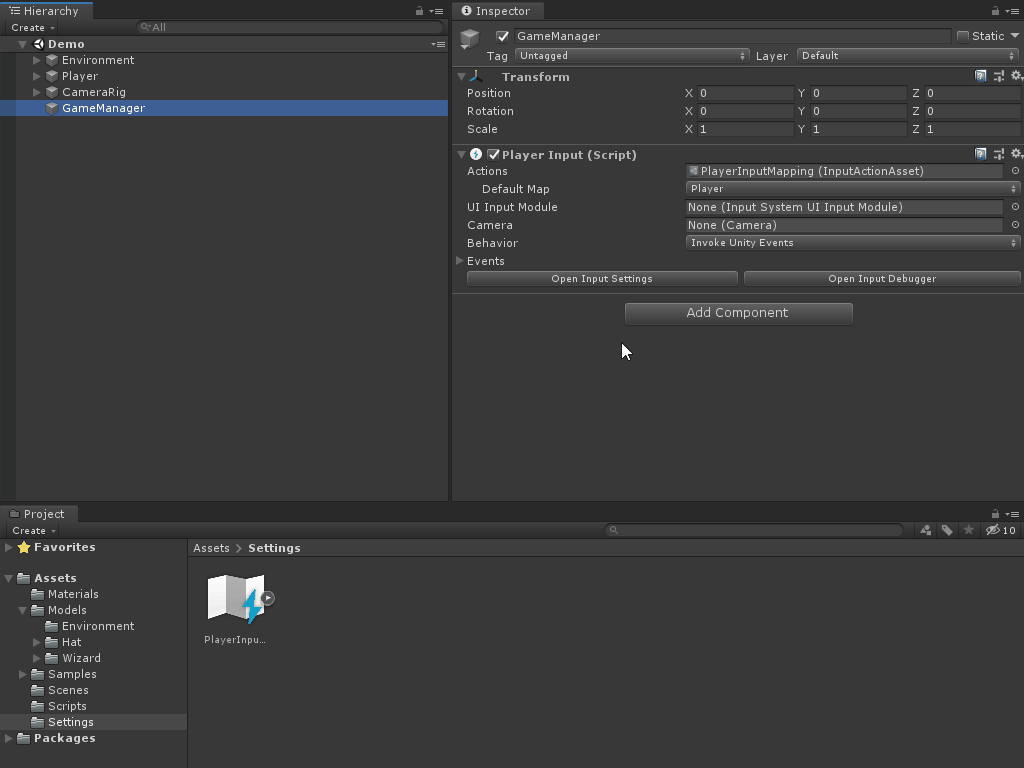 Hierarchy
Create
All
Demo
Environment
Player
CameraRig
GameManager
Inspector
GameManager
Static
Tag Untagged Layer Default
Transform
Position X 0 Y 0 Z 0
Rotation X 0 Y 0 Z 0
Scale X 1 Y 1 Z 1
Player Input (Script)
Actions PlayerInputMapping (InputActionAsset)
Default Map Player
UI Input Module None (Input System UI Input Module)
Camera None (Camera)
Behavior Invoke Unity Events
Events
Open Input Settings Open Input Debugger
Add Component
Project
Create
10
Favorites
Assets
Materials
Models
Environment
Hat
Wizard
Samples
Scenes
Scripts
Settings
Packages
Assets > Settings
PlayerInpu...